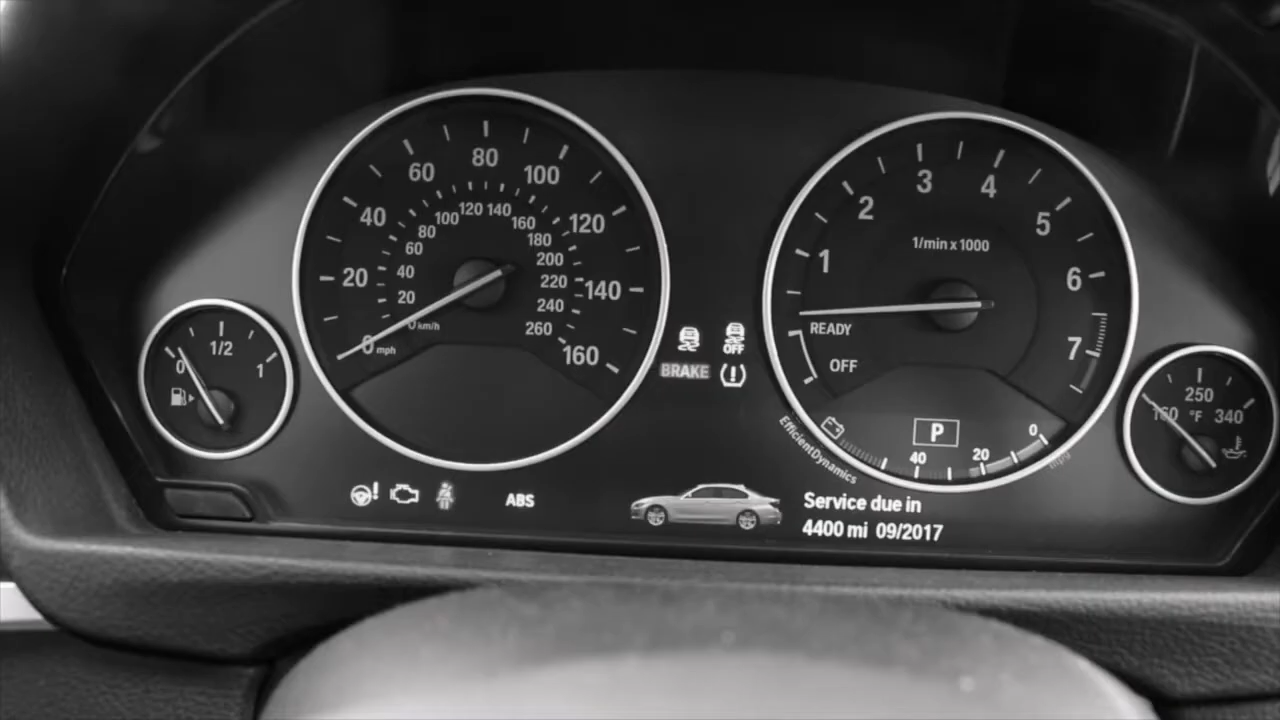 80
60
100
40
120
20
140
160
0 mph
120 140
100
160
80
180
60
200
40
220
20
240
0 km/h
260
3
4
2
5
1
6
7
1/min x 1000
READY
OFF
1/2
0
1
OFF
BRAKE
250
160
°F
340
P
EfficientDynamics
40
20
0
mpg
ABS
Service due in
4400 mi 09/2017